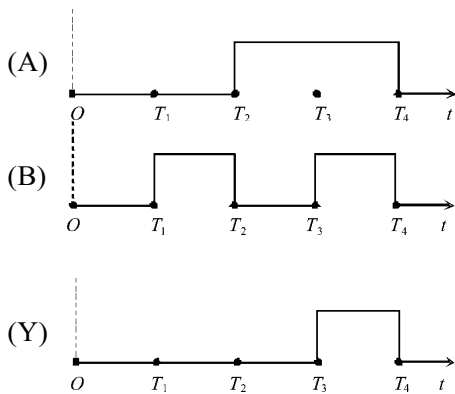 (A)
O T₁ T₂ T₃ T₄ t
(B)
O T₁ T₂ T₃ T₄ t
(Y)
O T₁ T₂ T₃ T₄ t